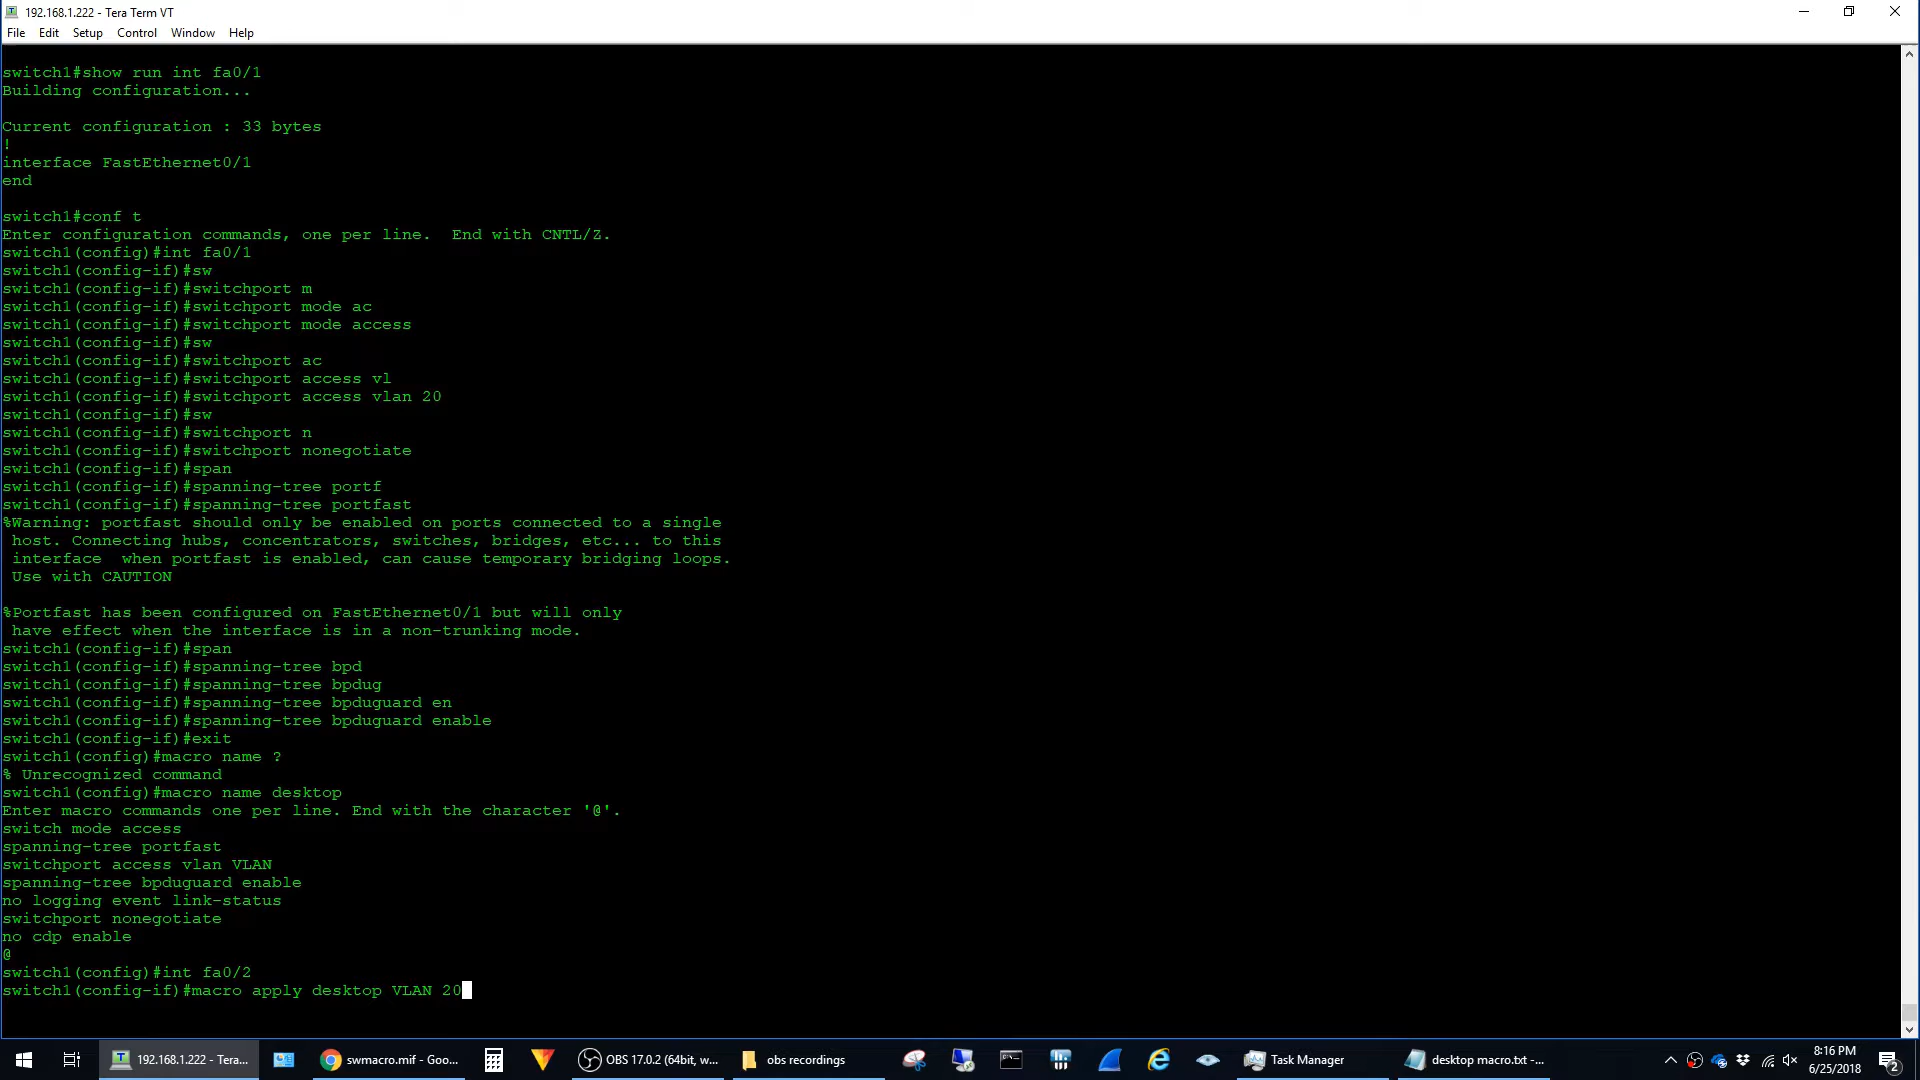 192.168.1.222 - Tera Term VT
File Edit Setup Control Window Help
switch1#show run int fa0/1
Building configuration...
Current configuration : 33 bytes
!
interface FastEthernet0/1
end
switch1#conf t
Enter configuration commands, one per line.  End with CNTL/Z.
switch1(config)#int fa0/1
switch1(config-if)#sw
switch1(config-if)#switchport m
switch1(config-if)#switchport mode ac
switch1(config-if)#switchport mode access
switch1(config-if)#sw
switch1(config-if)#switchport ac
switch1(config-if)#switchport access vl
switch1(config-if)#switchport access vlan 20
switch1(config-if)#sw
switch1(config-if)#switchport n
switch1(config-if)#switchport nonegotiate
switch1(config-if)#span
switch1(config-if)#spanning-tree portf
switch1(config-if)#spanning-tree portfast
%Warning: portfast should only be enabled on ports connected to a single
host. Connecting hubs, concentrators, switches, bridges, etc... to this
interface  when portfast is enabled, can cause temporary bridging loops.
Use with CAUTION
%Portfast has been configured on FastEthernet0/1 but will only
have effect when the interface is in a non-trunking mode.
switch1(config-if)#span
switch1(config-if)#spanning-tree bpd
switch1(config-if)#spanning-tree bpdug
switch1(config-if)#spanning-tree bpduguard en
switch1(config-if)#spanning-tree bpduguard enable
switch1(config-if)#exit
switch1(config)#macro name ?
% Unrecognized command
switch1(config)#macro name desktop
Enter macro commands one per line. End with the character '@'.
switch mode access
spanning-tree portfast
switchport access vlan VLAN
spanning-tree bpduguard enable
no logging event link-status
switchport nonegotiate
no cdp enable
@
switch1(config)#int fa0/2
switch1(config-if)#macro apply desktop VLAN 20
192.168.1.222 - Tera...
swmacro.mif - Goo...
OBS 17.0.2 (64bit, w...
obs recordings
Task Manager
desktop macro.txt -...
8:16 PM
6/25/2018
2